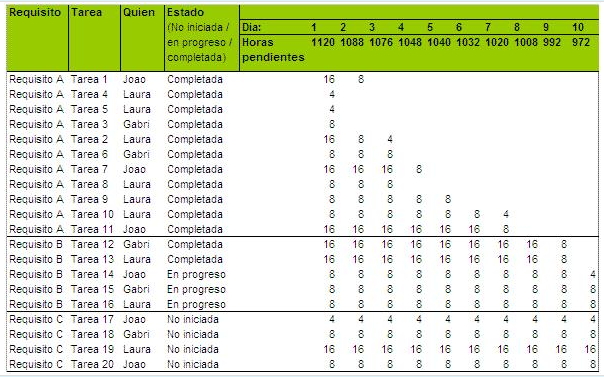 Requisito Tarea Quien Estado
(No iniciada / Dia: 1 2 3 4 5 6 7 8 9 10
en progreso / Horas 1120 1088 1076 1048 1040 1032 1020 1008 992 972
completada) pendientes
Requisito A Tarea 1 Joao Completada 16 8
Requisito A Tarea 4 Laura Completada 4
Requisito A Tarea 5 Laura Completada 4
Requisito A Tarea 3 Gabri Completada 8
Requisito A Tarea 2 Laura Completada 16 8 4
Requisito A Tarea 6 Gabri Completada 8 8 8
Requisito A Tarea 7 Joao Completada 16 16 16 8
Requisito A Tarea 8 Laura Completada 8 8 8
Requisito A Tarea 9 Laura Completada 8 8 8 8 8
Requisito A Tarea 10 Laura Completada 8 8 8 8 8 8 4
Requisito A Tarea 11 Joao Completada 16 16 16 16 16 16 8
Requisito B Tarea 12 Gabri Completada 16 16 16 16 16 16 16 16 8
Requisito B Tarea 13 Laura Completada 16 16 16 16 16 16 16 16 8
Requisito B Tarea 14 Joao En progreso 8 8 8 8 8 8 8 8 8 4
Requisito B Tarea 15 Gabri En progreso 8 8 8 8 8 8 8 8 8 8
Requisito B Tarea 16 Laura En progreso 8 8 8 8 8 8 8 8 8 8
Requisito C Tarea 17 Joao No iniciada 4 4 4 4 4 4 4 4 4 4
Requisito C Tarea 18 Gabri No iniciada 8 8 8 8 8 8 8 8 8 8
Requisito C Tarea 19 Laura No iniciada 16 16 16 16 16 16 16 16 16 16
Requisito C Tarea 20 Joao No iniciada 8 8 8 8 8 8 8 8 8 8